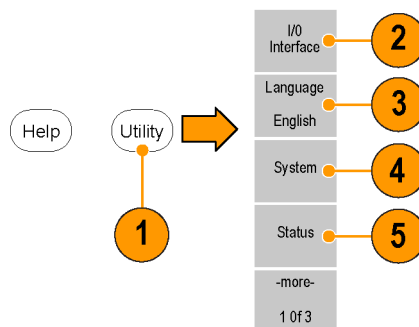 I/O
Interface
2
Language
English
3
Help
Utility
System
4
1
Status
5
-more-
1 Of 3